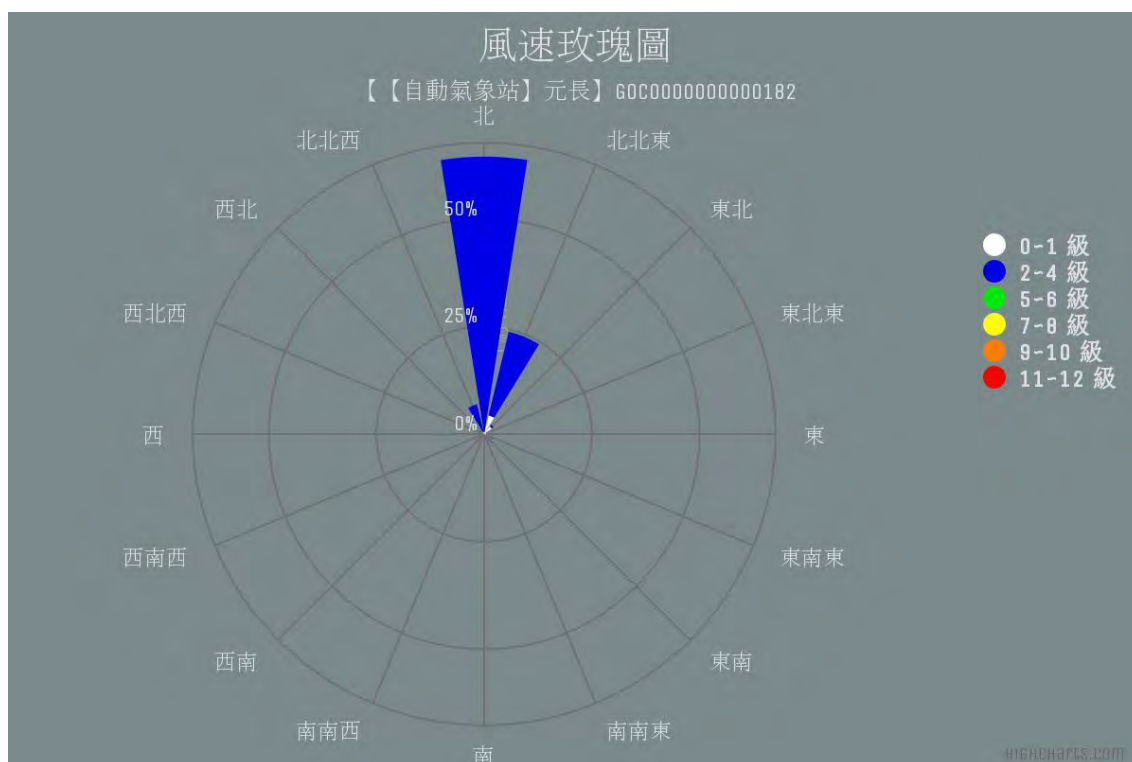 風速玫瑰圖
【【自動氣象站】元長】GOC0000000000182
北
北北西
北北東
西北
東北
50%
0~1 級
2~4 級
5~6 級
7~8 級
9~10 級
11~12 級
西北西
東北東
25%
0%
西
東
西南西
東南東
西南
東南
南南西
南南東
南
Highcharts.com